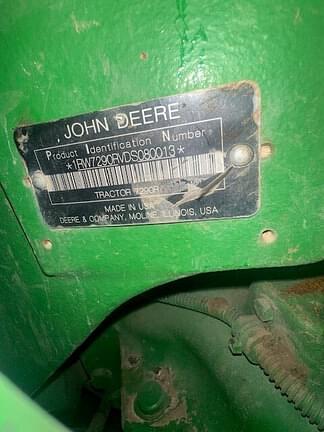 JOHN DEERE
Product Identification Number
*1RW7290RVDS080013*
TRACTOR 7290R
MADE IN USA
DEERE & COMPANY, MOLINE, ILLINOIS, USA